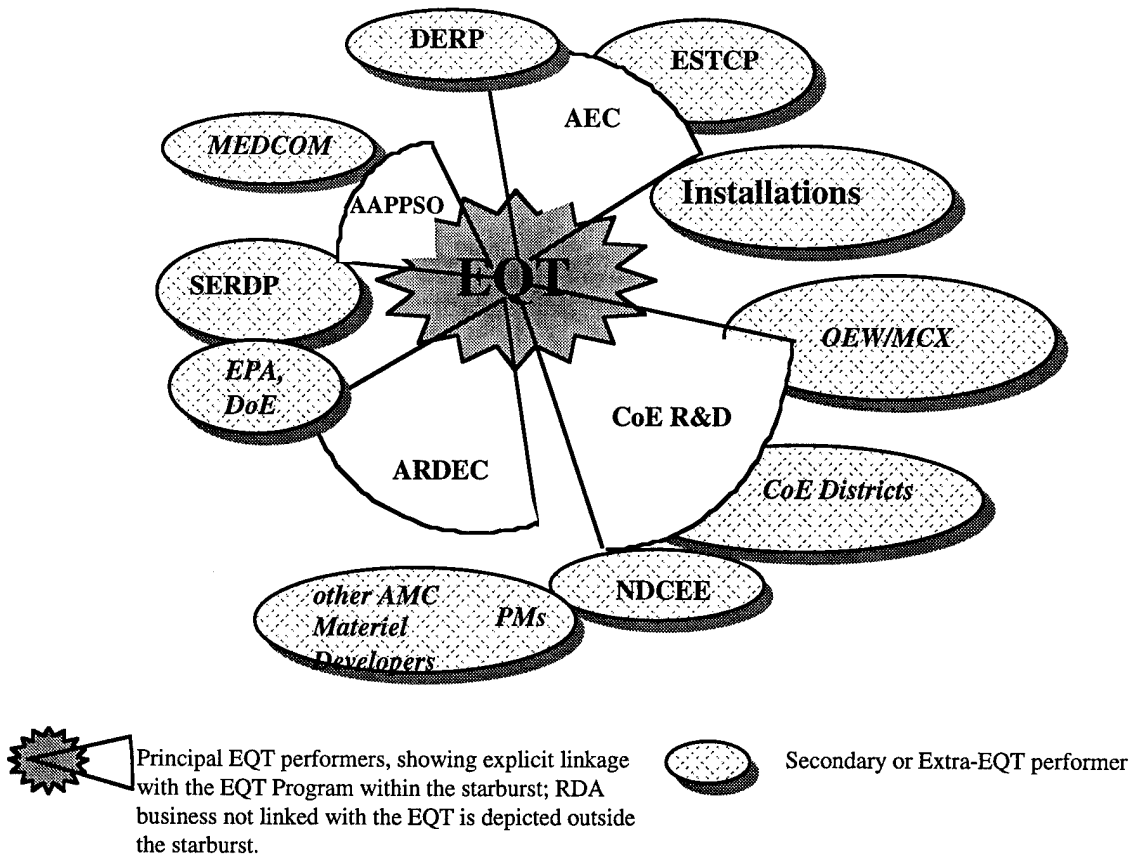 DERP
ESTCP
AEC
MEDCOM
AAPPSO
Installations
SERDP
EQT
OEW/MCX
EPA,
DoE
CoE R&D
ARDEC
CoE Districts
NDCEE
other AMC
Materiel
Developers
PMs
Principal EQT performers, showing explicit linkage
with the EQT Program within the starburst; RDA
business not linked with the EQT is depicted outside
the starburst.
Secondary or Extra-EQT performer